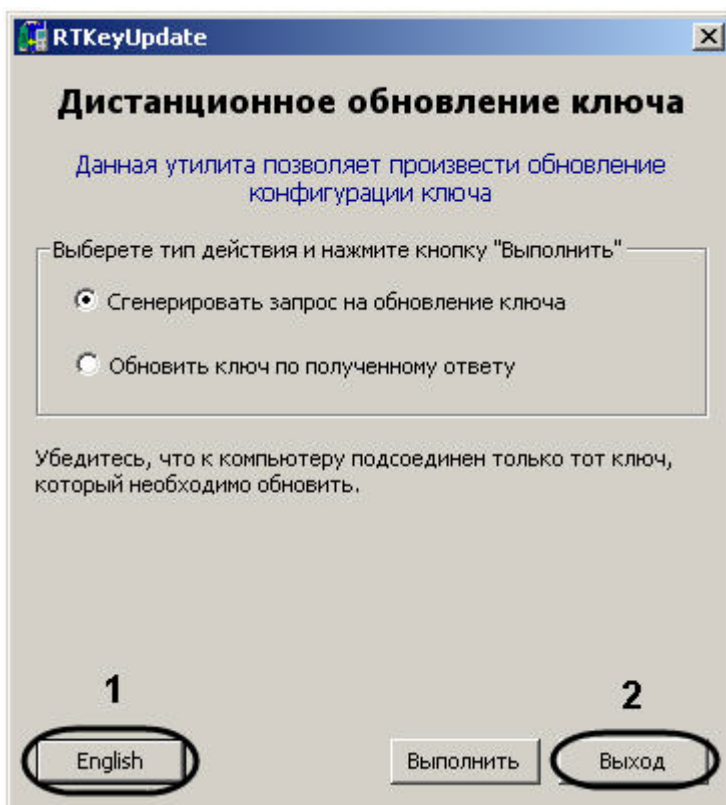 RTKeyUpdate
Дистанционное обновление ключа
Данная утилита позволяет произвести обновление
конфигурации ключа
Выберете тип действия и нажмите кнопку "Выполнить"
Сгенерировать запрос на обновление ключа
Обновить ключ по полученному ответу
Убедитесь, что к компьютеру подсоединен только тот ключ,
который необходимо обновить.
1 2
English Выполнить Выход